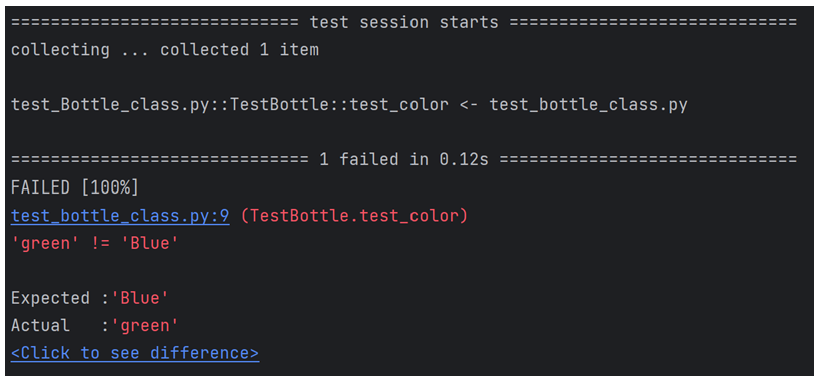 ============================= test session starts =============================
collecting ... collected 1 item
test_Bottle_class.py::TestBottle::test_color <- test_bottle_class.py
============================== 1 failed in 0.12s ==============================
FAILED [100%]
test_bottle_class.py:9 (TestBottle.test_color)
'green' != 'Blue'
Expected :'Blue'
Actual   :'green'
<Click to see difference>